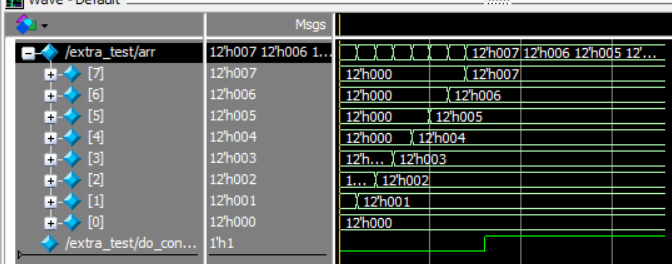 Wave - Default
Msgs
/extra_test/arr 12'h007 12'h006 1... 12'h007 12'h006 12'h005 12'...
[7] 12'h007 12'h000 12'h007
[6] 12'h006 12'h000 12'h006
[5] 12'h005 12'h000 12'h005
[4] 12'h004 12'h000 12'h004
[3] 12'h003 12'h... 12'h003
[2] 12'h002 1... 12'h002
[1] 12'h001 12'h001
[0] 12'h000 12'h000
/extra_test/do_con... 1'h1